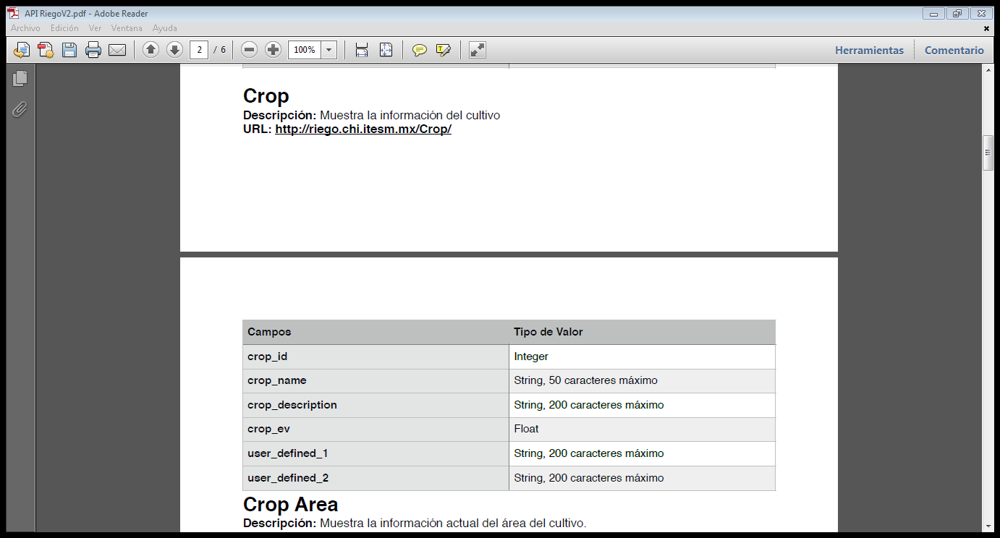 API RiegoV2.pdf - Adobe Reader
Archivo Edición Ver Ventana Ayuda
2 / 6 100% Herramientas Comentario
Crop
Descripción: Muestra la información del cultivo
URL: http://riego.chi.itesm.mx/Crop/
Campos Tipo de Valor
crop_id Integer
crop_name String, 50 caracteres máximo
crop_description String, 200 caracteres máximo
crop_ev Float
user_defined_1 String, 200 caracteres máximo
user_defined_2 String, 200 caracteres máximo
Crop Area
Descripción: Muestra la información actual del área del cultivo.